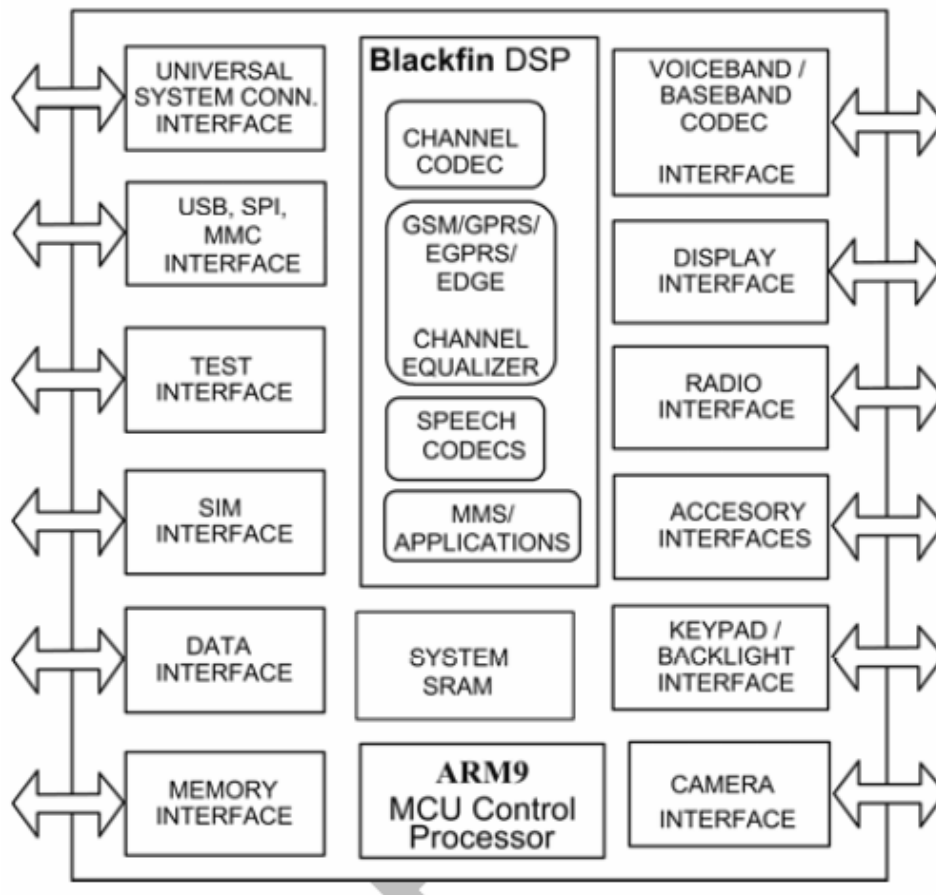 UNIVERSAL
SYSTEM CONN.
INTERFACE
USB, SPI,
MMC
INTERFACE
TEST
INTERFACE
SIM
INTERFACE
DATA
INTERFACE
MEMORY
INTERFACE
Blackfin DSP
CHANNEL
CODEC
GSM/GPRS/
EGPRS/
EDGE
CHANNEL
EQUALIZER
SPEECH
CODECS
MMS/
APPLICATIONS
SYSTEM
SRAM
ARM9
MCU Control
Processor
VOICEBAND /
BASEBAND
CODEC
INTERFACE
DISPLAY
INTERFACE
RADIO
INTERFACE
ACCESORY
INTERFACES
KEYPAD /
BACKLIGHT
INTERFACE
CAMERA
INTERFACE